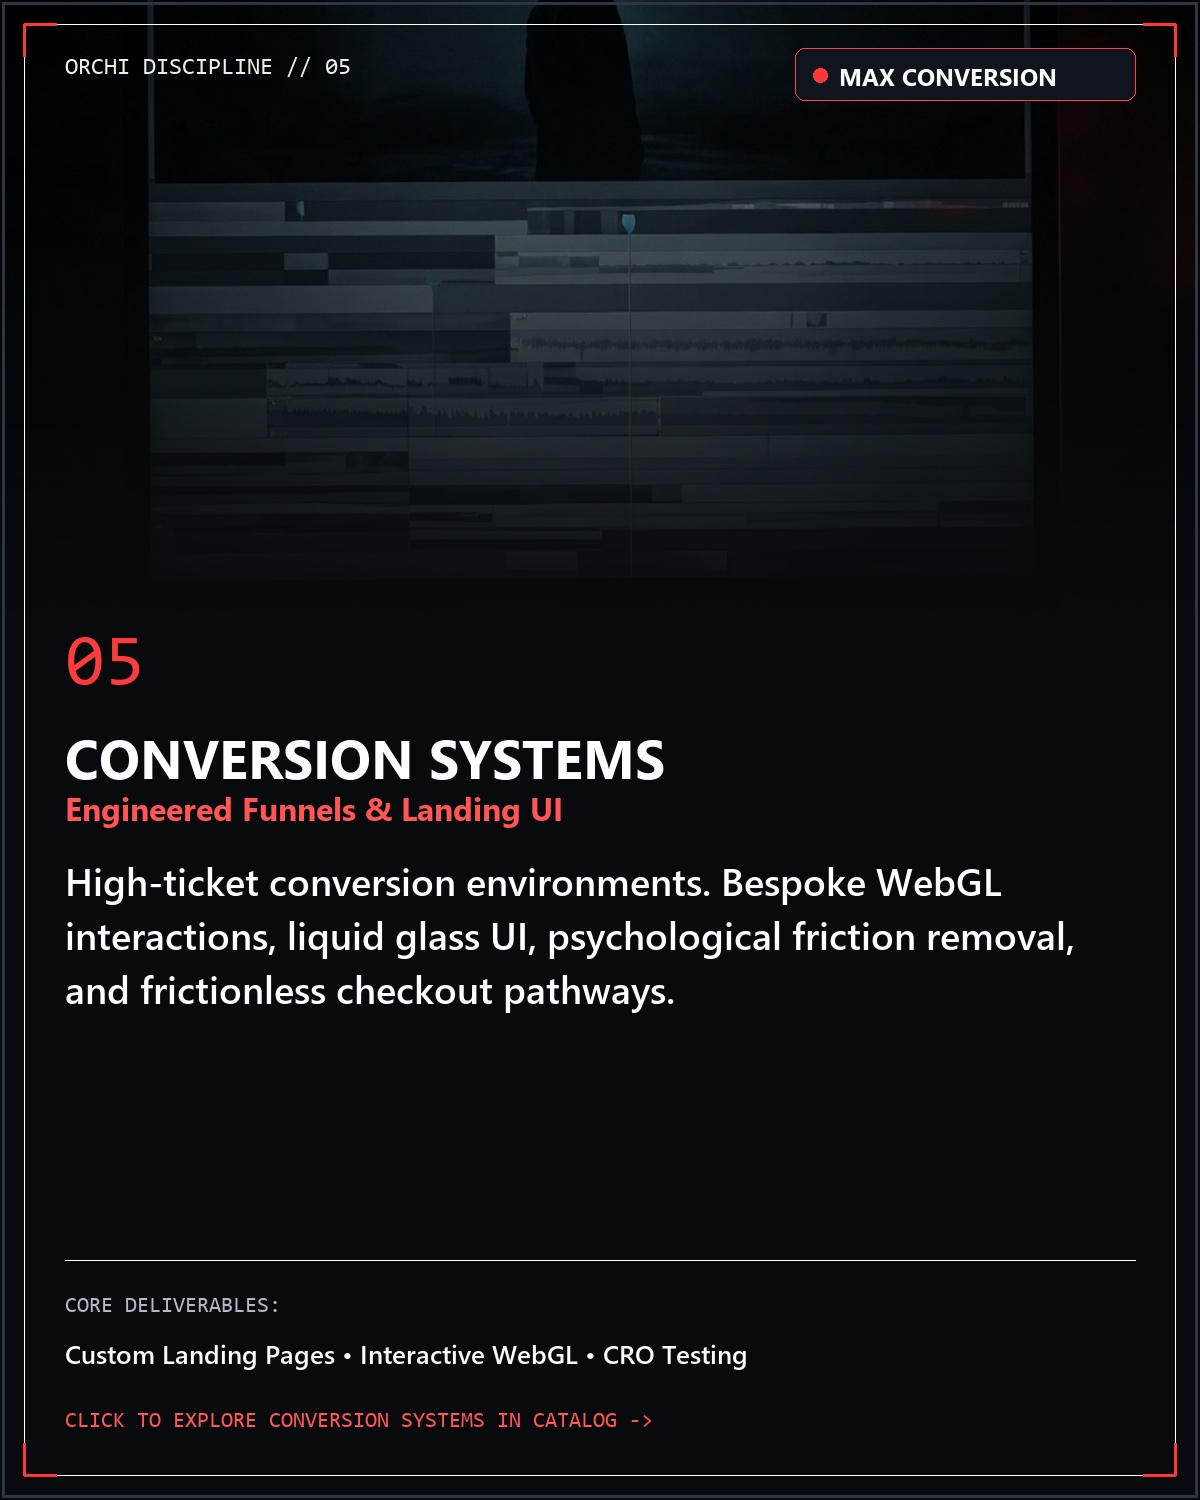 ORCHI DISCIPLINE // 05
MAX CONVERSION
05
CONVERSION SYSTEMS
Engineered Funnels & Landing UI
High-ticket conversion environments. Bespoke WebGL
interactions, liquid glass UI, psychological friction removal,
and frictionless checkout pathways.
CORE DELIVERABLES:
Custom Landing Pages • Interactive WebGL • CRO Testing
CLICK TO EXPLORE CONVERSION SYSTEMS IN CATALOG ->